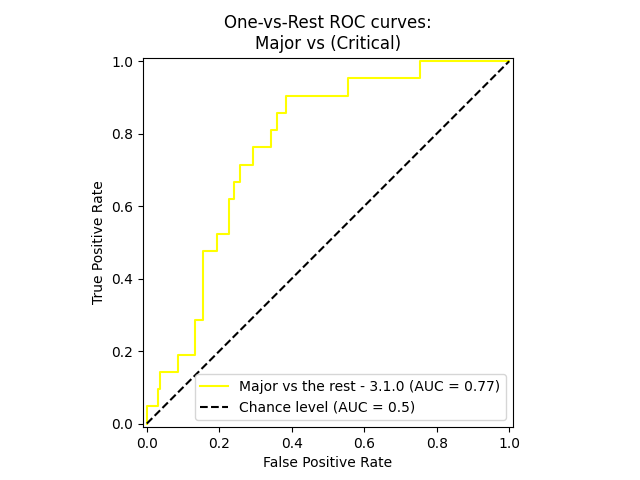 One-vs-Rest ROC curves:
Major vs (Critical)
1.0
0.8
0.6
0.4
0.2
0.0
True Positive Rate
Major vs the rest - 3.1.0 (AUC = 0.77)
Chance level (AUC = 0.5)
0.0 0.2 0.4 0.6 0.8 1.0
False Positive Rate